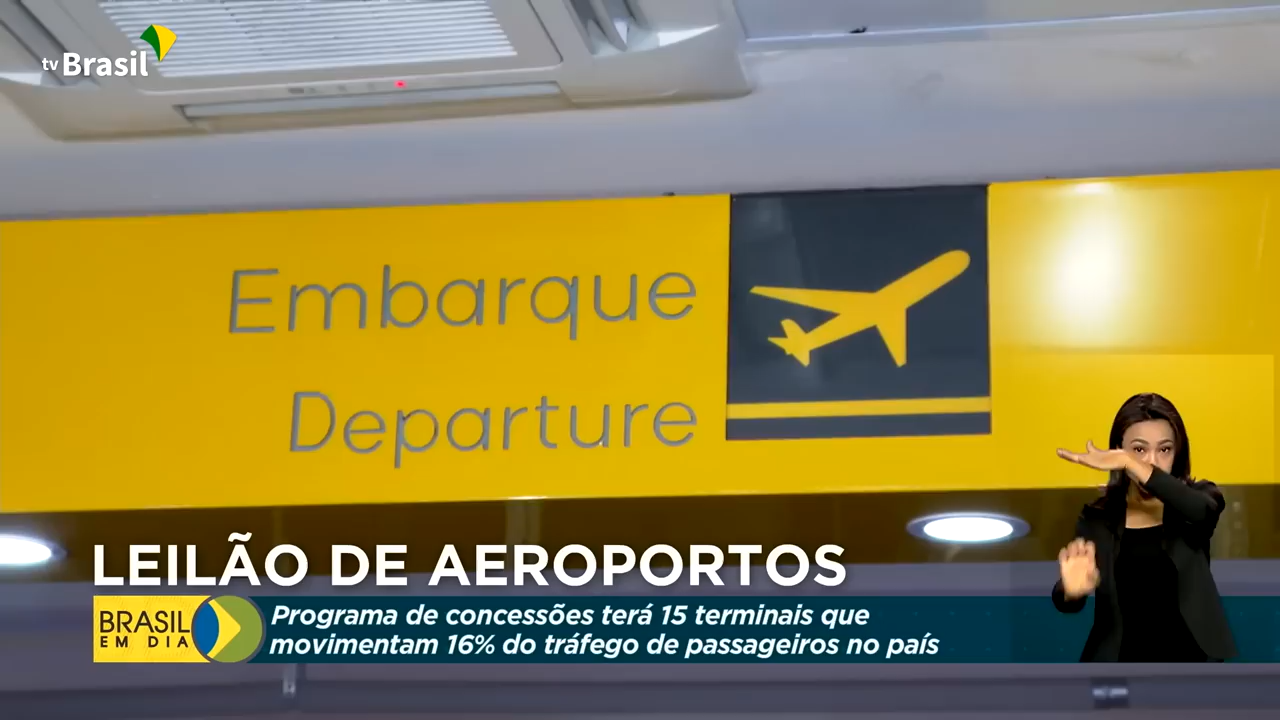 tv Brasil
Embarque
Departure
LEILÃO DE AEROPORTOS
BRASIL
EM DIA
Programa de concessões terá 15 terminais que
movimentam 16% do tráfego de passageiros no país